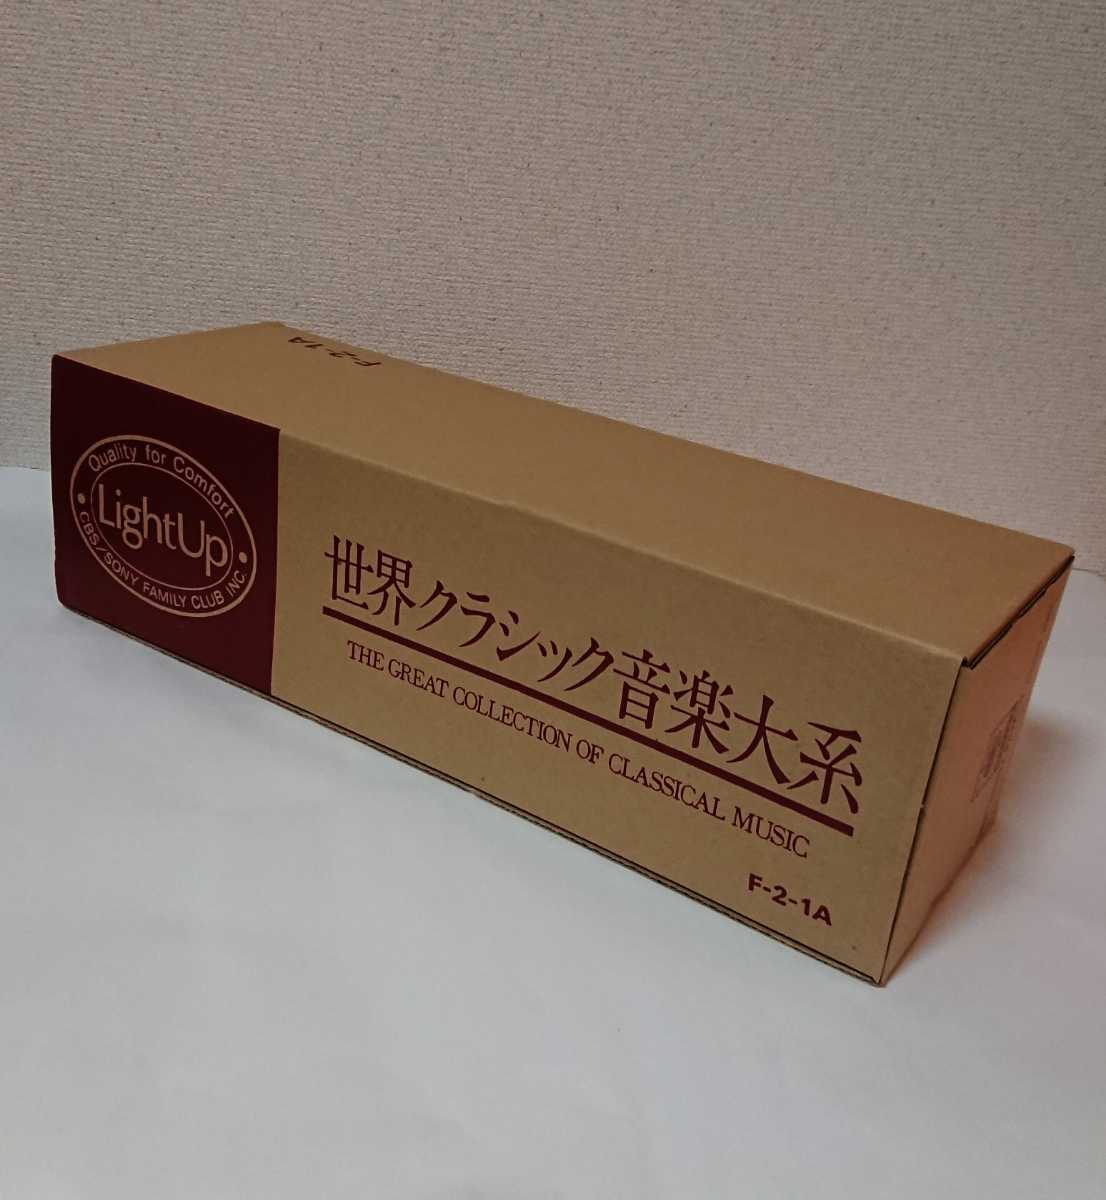 F-2-1A
Quality for Comfort
LightUp
• CBS/SONY FAMILY CLUB INC. •
世界クラシック音楽大系
THE GREAT COLLECTION OF CLASSICAL MUSIC
F-2-1A